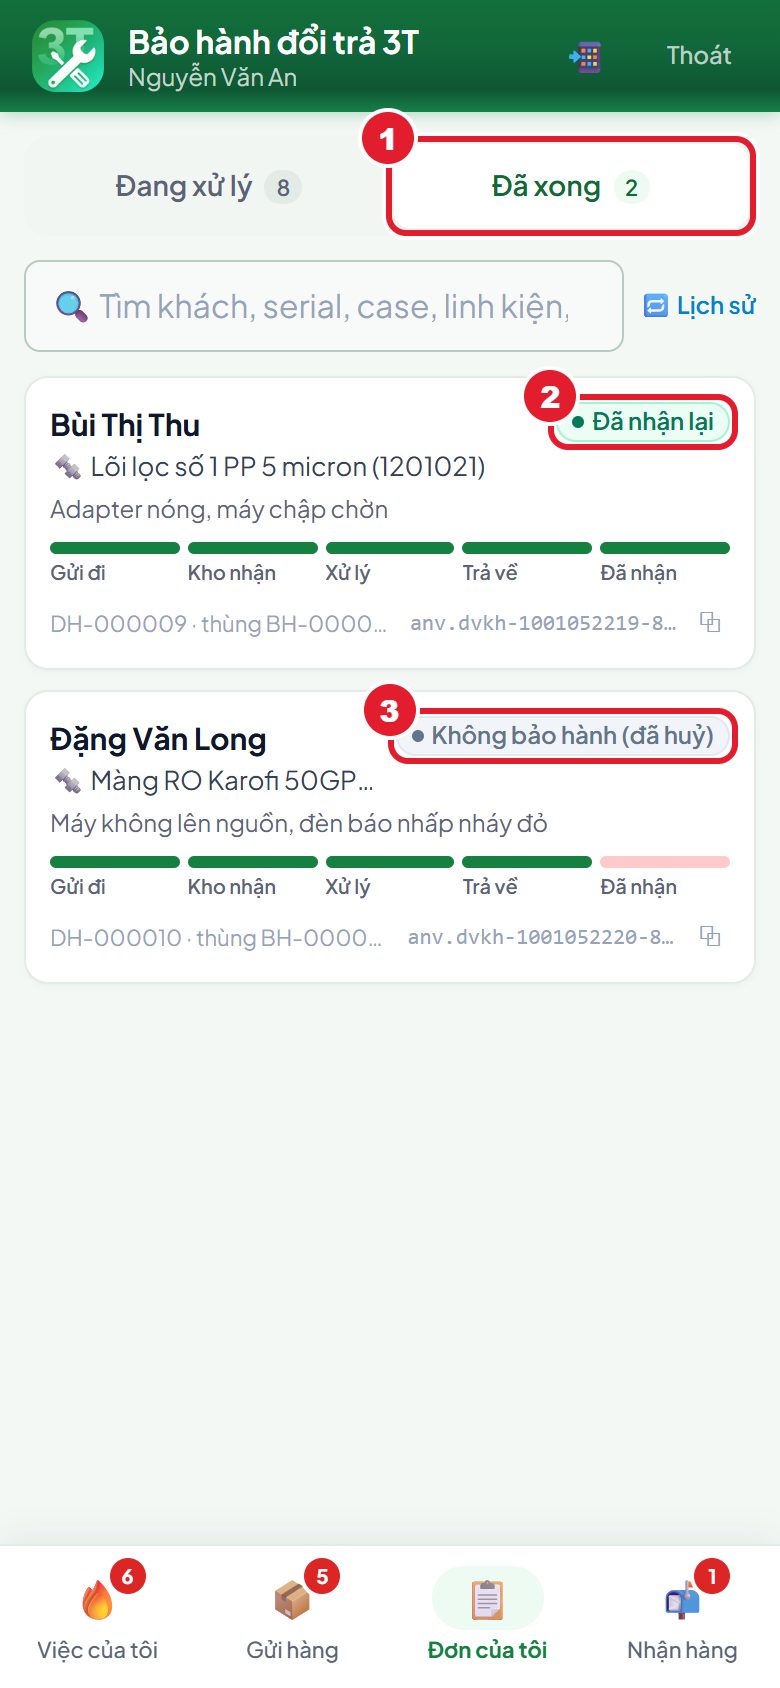 3T
Bảo hành đổi trả 3T
Nguyễn Văn An
Thoát
1
Đang xử lý 8
Đã xong 2
Tìm khách, serial, case, linh kiện,
Lịch sử
2
Bùi Thị Thu
Đã nhận lại
Lõi lọc số 1 PP 5 micron (1201021)
Adapter nóng, máy chập chờn
Gửi đi Kho nhận Xử lý Trả về Đã nhận
DH-000009 · thùng BH-0000... anv.dvkh-1001052219-8...
3
Đặng Văn Long
Không bảo hành (đã huỷ)
Màng RO Karofi 50GP...
Máy không lên nguồn, đèn báo nhấp nháy đỏ
Gửi đi Kho nhận Xử lý Trả về Đã nhận
DH-000010 · thùng BH-0000... anv.dvkh-1001052220-8...
6 5 1
Việc của tôi Gửi hàng Đơn của tôi Nhận hàng